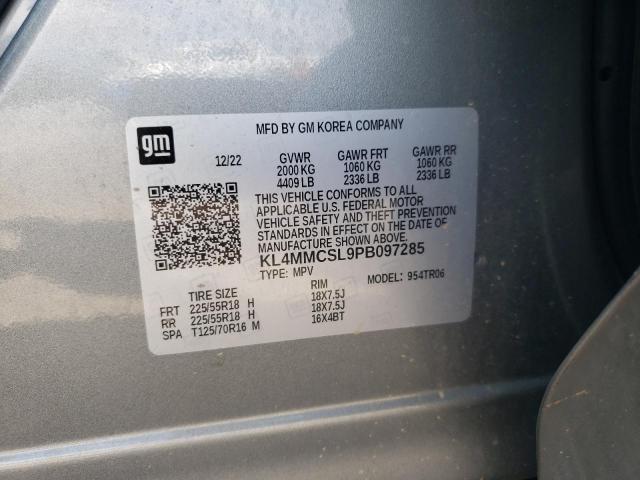 MFD BY GM KOREA COMPANY
gm
12/22 GVWR GAWR FRT GAWR RR
2000 KG 1060 KG 1060 KG
4409 LB 2336 LB 2336 LB
THIS VEHICLE CONFORMS TO ALL
APPLICABLE U.S. FEDERAL MOTOR
VEHICLE SAFETY AND THEFT PREVENTION
STANDARDS IN EFFECT ON THE DATE OF
MANUFACTURE SHOWN ABOVE.
KL4MMCSL9PB097285
TYPE: MPV MODEL: 954TR06
TIRE SIZE RIM
FRT 225/55R18 H 18X7.5J
RR 225/55R18 H 18X7.5J
SPA T125/70R16 M 16X4BT